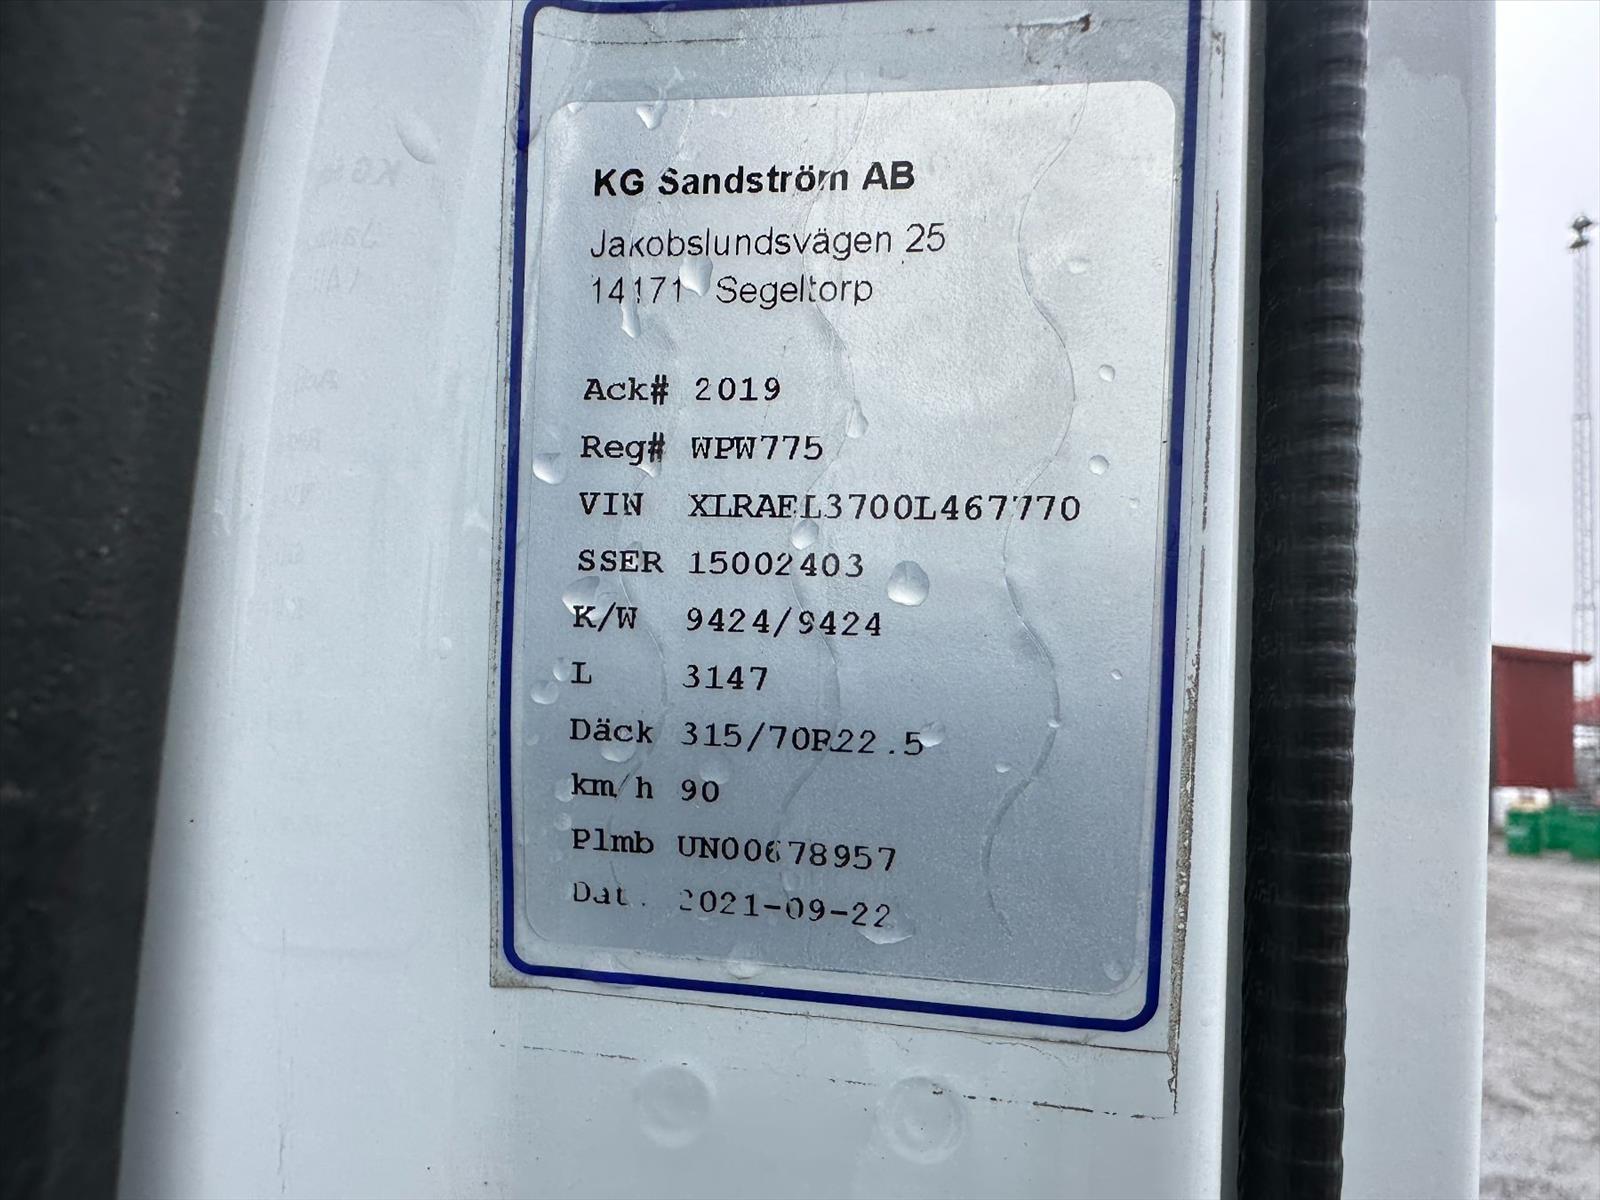 KG Sandström AB
Jakobslundsvägen 25
14171 Segeltorp
Ack# 2019
Reg# WPW775
VIN XLRAEL3700L467770
SSER 15002403
K/W 9424/9424
L 3147
Däck 315/70R22.5
km/h 90
Plmb UN00678957
Dat. 2021-09-22